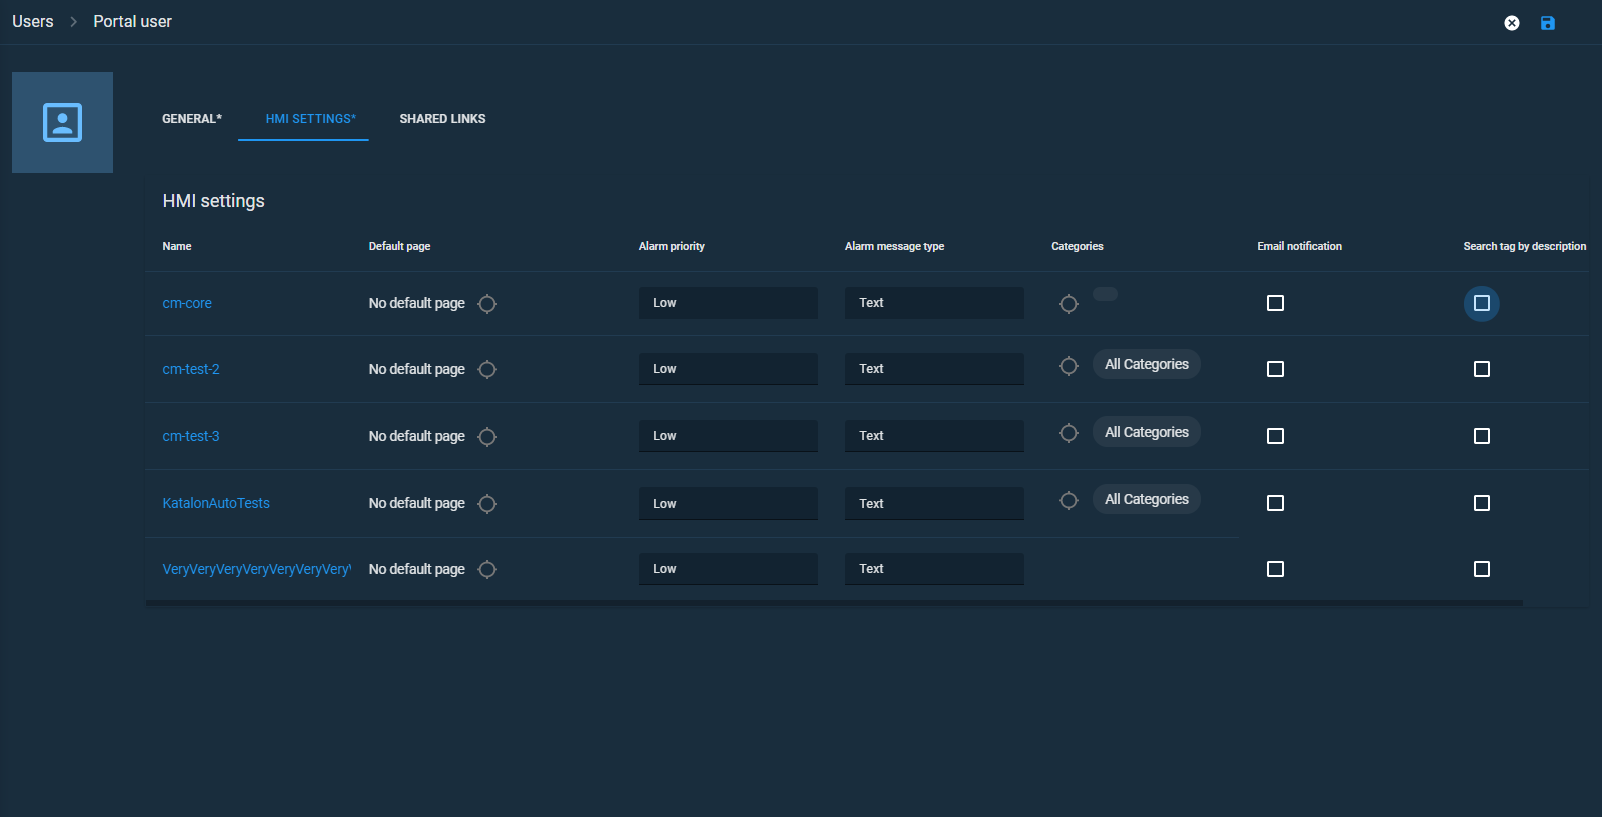 Users > Portal user
GENERAL* HMI SETTINGS* SHARED LINKS
HMI settings
Name Default page Alarm priority Alarm message type Categories Email notification Search tag by description
cm-core No default page Low Text
cm-test-2 No default page Low Text All Categories
cm-test-3 No default page Low Text All Categories
KatalonAutoTests No default page Low Text All Categories
VeryVeryVeryVeryVeryVeryVery No default page Low Text